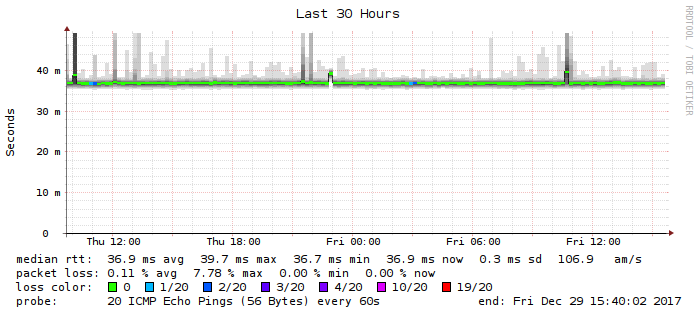 Last 30 Hours
RRDTOOL / TOBI OETIKER
Seconds
40 m
30 m
20 m
10 m
0
Thu 12:00 Thu 18:00 Fri 00:00 Fri 06:00 Fri 12:00
median rtt: 36.9 ms avg 39.7 ms max 36.7 ms min 36.9 ms now 0.3 ms sd 106.9 am/s
packet loss: 0.11 % avg 7.78 % max 0.00 % min 0.00 % now
loss color: 0 1/20 2/20 3/20 4/20 10/20 19/20
probe: 20 ICMP Echo Pings (56 Bytes) every 60s end: Fri Dec 29 15:40:02 2017